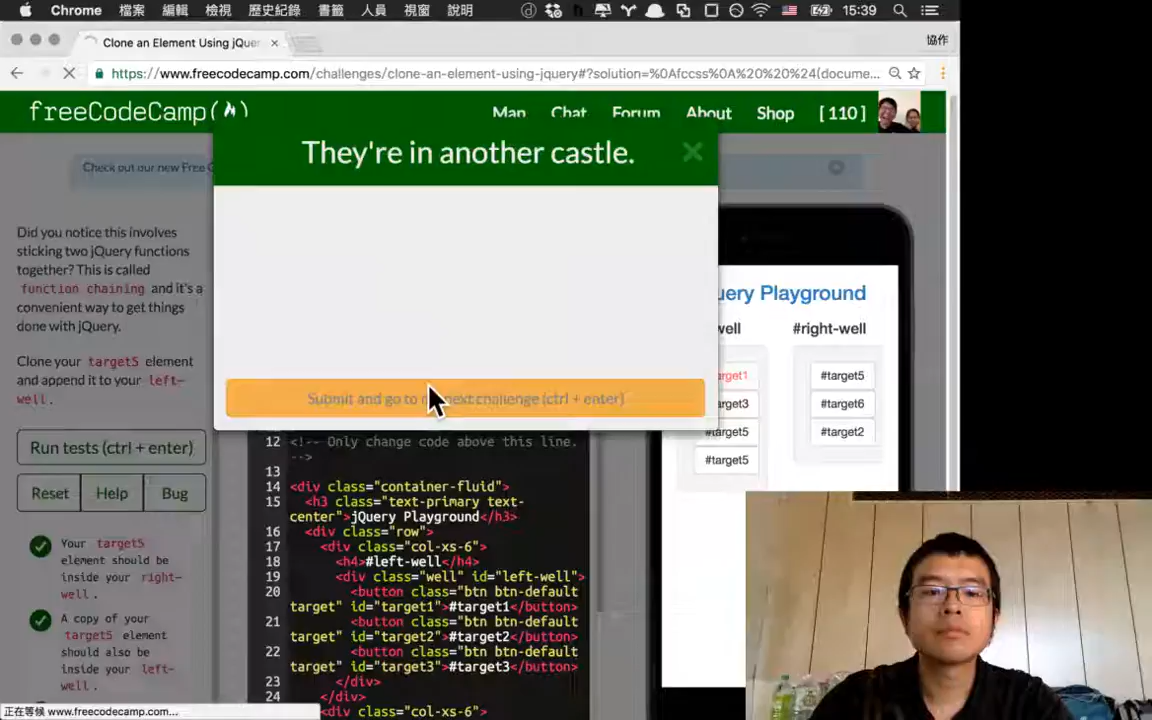 Chrome 檔案 編輯 檢視 歷史紀錄 書籤 人員 視窗 說明 15:39
Clone an Element Using jQuer × 協作
https://www.freecodecamp.com/challenges/clone-an-element-using-jquery#?solution=%0Afccss%0A%20%20%24(docume...
freeCodeCamp( ) Map Chat Forum About Shop [ 110 ]
They're in another castle. ×
Check out our new Free C
Did you notice this involves
sticking two jQuery functions
together? This is called
function chaining and it's a
convenient way to get things
done with jQuery.
Clone your target5 element
and append it to your left-
well .
Run tests (ctrl + enter)
Reset Help Bug
Your target5
element should be
inside your right-
well .
A copy of your
target5 element
should also be
inside your left-
well .
正在等候 www.freecodecamp.com...
Submit and go to next challenge (ctrl + enter)
12 <!-- Only change code above this line.
-->
13
14 <div class="container-fluid">
15 <h3 class="text-primary text-
center">jQuery Playground</h3>
16 <div class="row">
17 <div class="col-xs-6">
18 <h4>#left-well</h4>
19 <div class="well" id="left-well">
20 <button class="btn btn-default
target" id="target1">#target1</button>
21 <button class="btn btn-default
target" id="target2">#target2</button>
22 <button class="btn btn-default
target" id="target3">#target3</button>
23 </div>
24 </div>
<div class="col-xs-6">
uery Playground
well #right-well
arget1 #target5
rget3 #target6
#target5 #target2
#target5